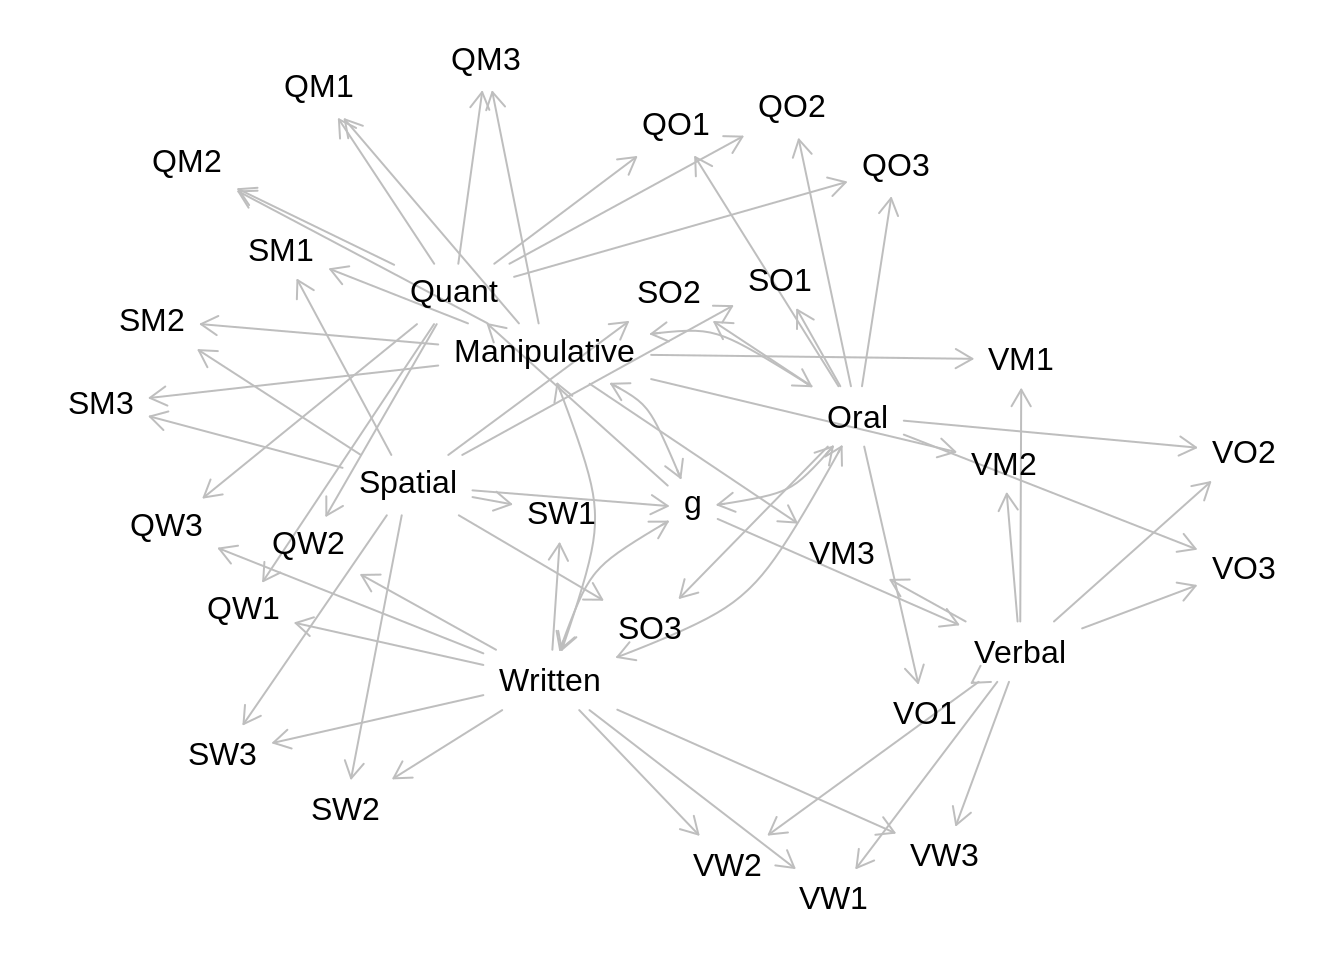 QM3
QM1
QO2
QO1
QM2
QO3
SM1
SO1
Quant
SO2
SM2
Manipulative
VM1
SM3
Oral
VO2
VM2
Spatial
g
SW1
QW3
QW2
VM3
VO3
QW1
SO3
Verbal
Written
VO1
SW3
SW2
VW3
VW2
VW1